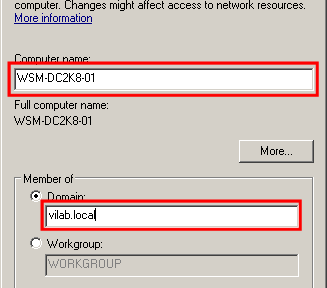 computer. Changes might affect access to network resources.
More information
Computer name:
WSM-DC2K8-01
Full computer name:
WSM-DC2K8-01
More...
Member of
Domain:
vilab.local
Workgroup:
WORKGROUP